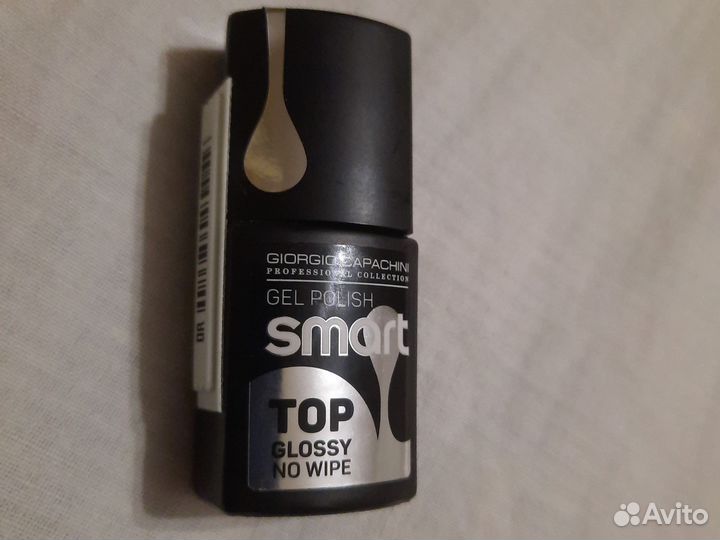 GIORGIO CAPACHINI
PROFESSIONAL COLLECTION
GEL POLISH
smart
TOP
GLOSSY
NO WIPE
Avito